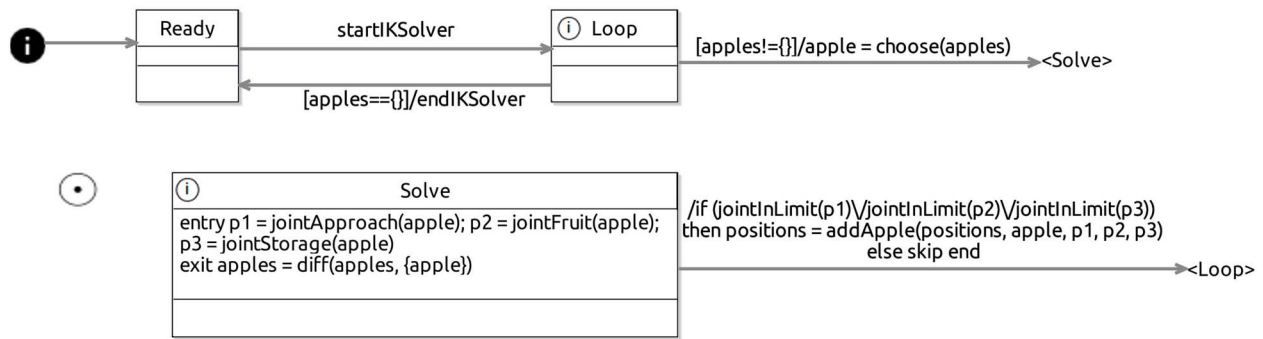 i
Ready
startIKSolver
i Loop
[apples!={}]/apple = choose(apples)
<Solve>
[apples=={}]/endIKSolver
i Solve
entry p1 = jointApproach(apple); p2 = jointFruit(apple);
p3 = jointStorage(apple)
exit apples = diff(apples, {apple})
/if (jointInLimit(p1)\/jointInLimit(p2)\/jointInLimit(p3))
then positions = addApple(positions, apple, p1, p2, p3)
else skip end
<Loop>